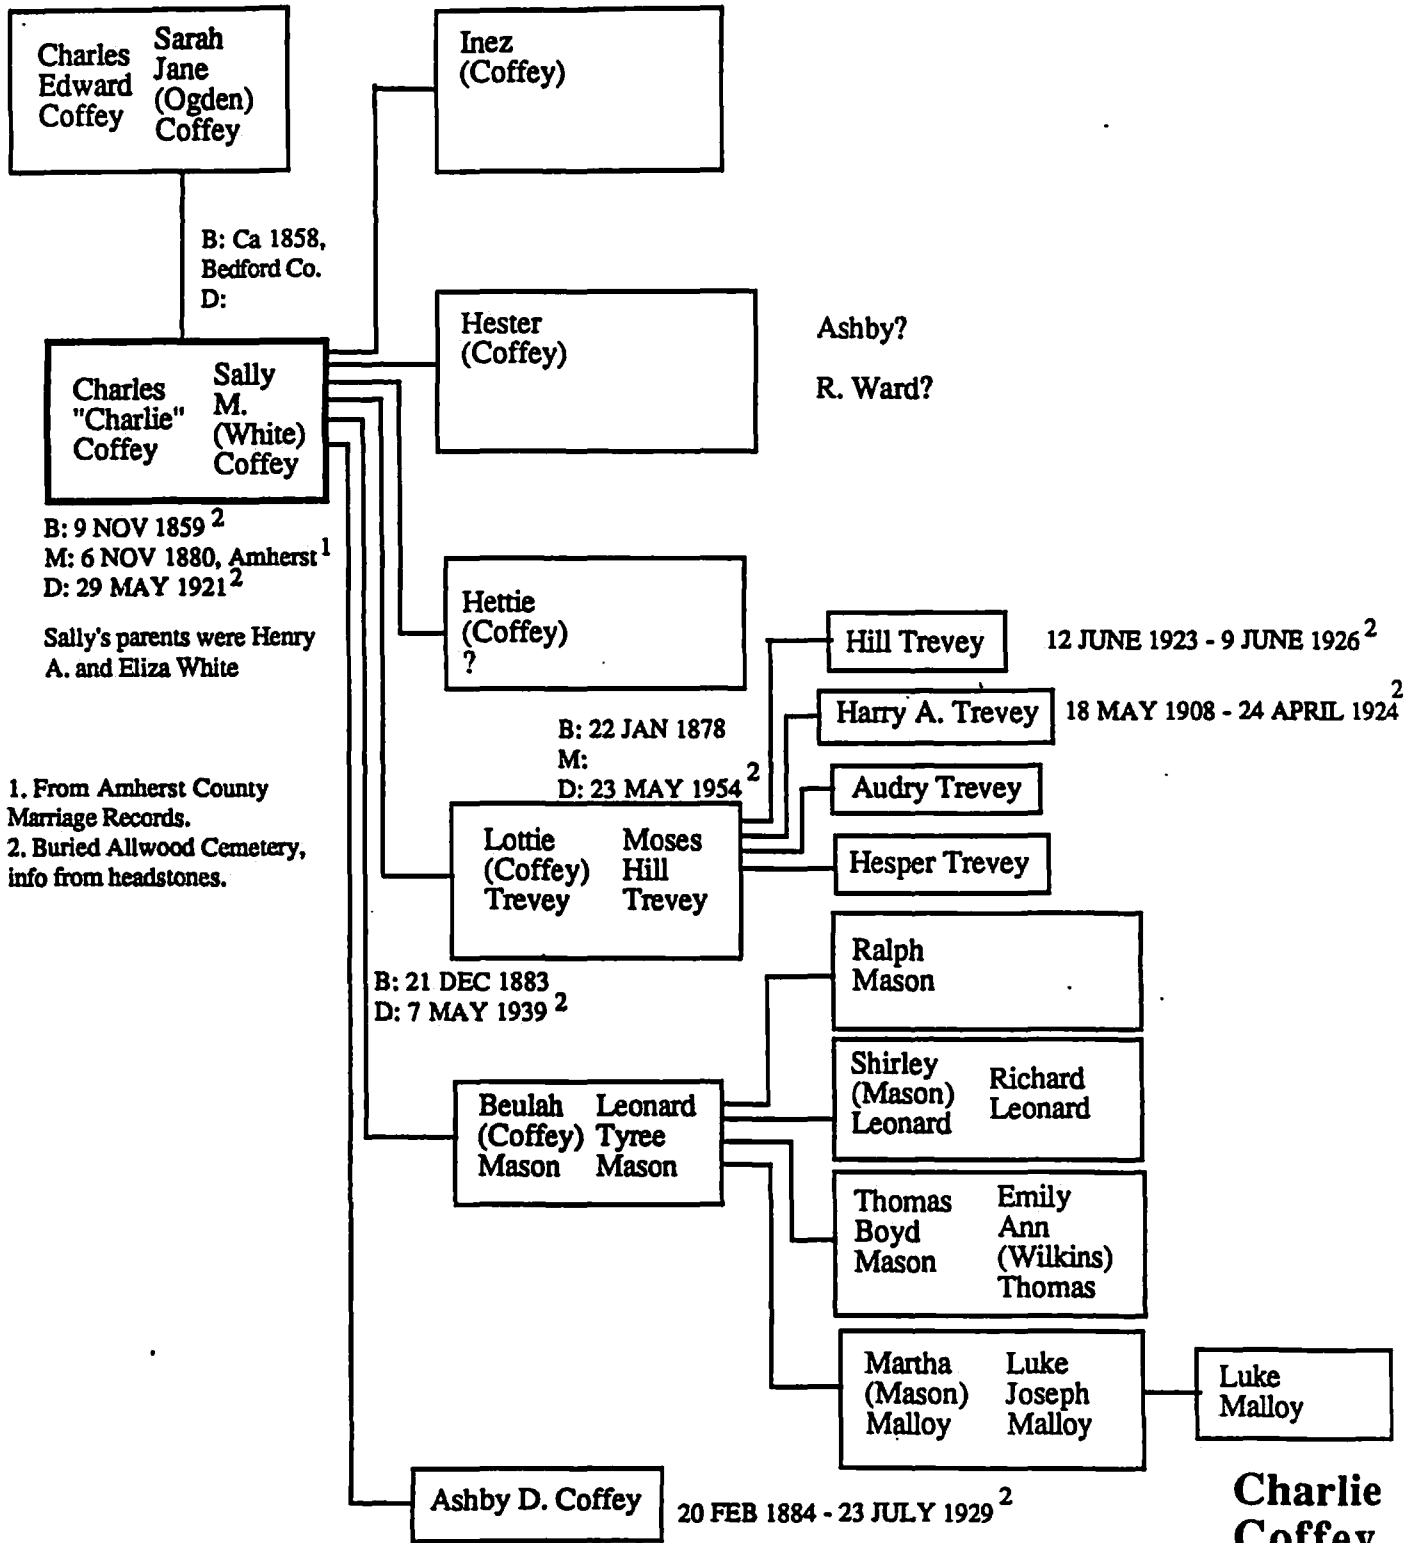 Charles
Edward
Coffey
Sarah
Jane
(Ogden)
Coffey
Inez
(Coffey)
B: Ca 1858,
Bedford Co.
D:
Hester
(Coffey)
Ashby?
R. Ward?
Charles
"Charlie"
Coffey
Sally
M.
(White)
Coffey
B: 9 NOV 1859 2
M: 6 NOV 1880, Amherst 1
D: 29 MAY 1921 2
Sally's parents were Henry
A. and Eliza White
Hettie
(Coffey)
?
Hill Trevey
12 JUNE 1923 - 9 JUNE 1926 2
Harry A. Trevey
18 MAY 1908 - 24 APRIL 1924 2
B: 22 JAN 1878
M:
D: 23 MAY 1954 2
Audry Trevey
1. From Amherst County
Marriage Records.
2. Buried Allwood Cemetery,
info from headstones.
Lottie
(Coffey)
Trevey
Moses
Hill
Trevey
Hesper Trevey
B: 21 DEC 1883
D: 7 MAY 1939 2
Ralph
Mason
Beulah
(Coffey)
Mason
Leonard
Tyree
Mason
Shirley
(Mason)
Leonard
Richard
Leonard
Thomas
Boyd
Mason
Emily
Ann
(Wilkins)
Thomas
Martha
(Mason)
Malloy
Luke
Joseph
Malloy
Luke
Malloy
Ashby D. Coffey
20 FEB 1884 - 23 JULY 1929 2
Charlie
Coffey